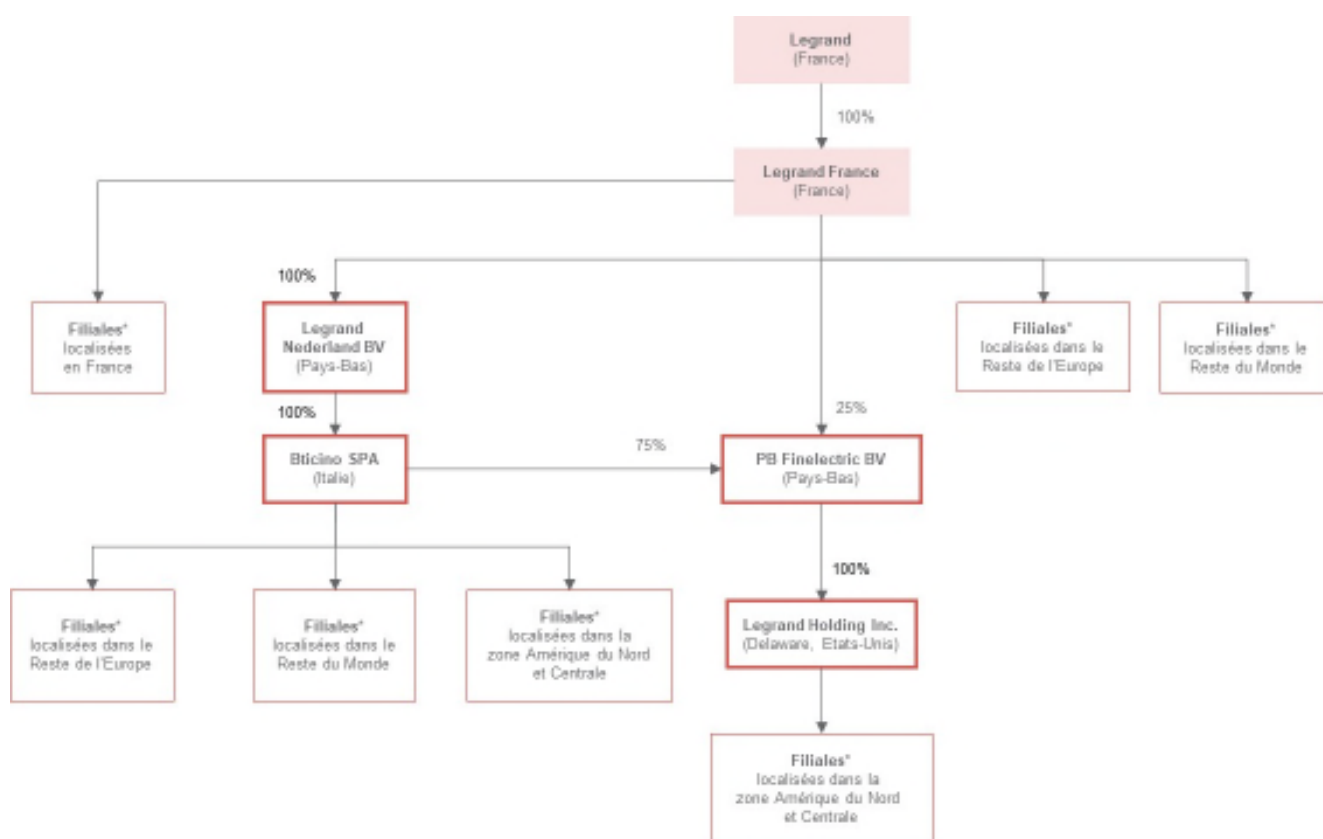 Legrand
(France)
100%
Legrand France
(France)
100%
Filiales*
localisées
en France
Legrand
Nederland BV
(Pays-Bas)
Filiales*
localisées dans le
Reste de l'Europe
Filiales*
localisées dans le
Reste du Monde
100%
25%
Bticino SPA
(Italie)
75%
PB Finelectric BV
(Pays-Bas)
100%
Filiales*
localisées dans le
Reste de l'Europe
Filiales*
localisées dans le
Reste du Monde
Filiales*
localisées dans la
zone Amérique du Nord
et Centrale
Legrand Holding Inc.
(Delaware, Etats-Unis)
Filiales*
localisées dans la
zone Amérique du Nord
et Centrale